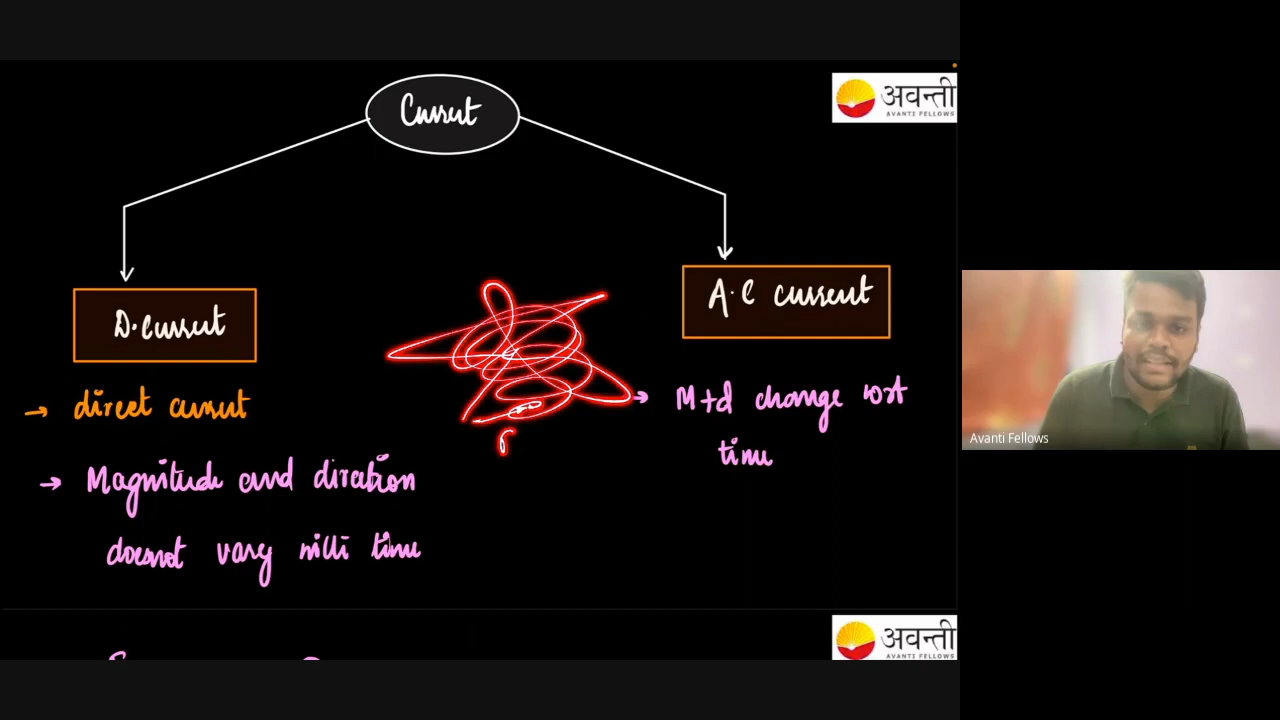 Current
अवन्ती
AVANTI FELLOWS
D.current
A.C current
→ direct current
→ Magnitude and direction
doesnot vary with time
→ M+d change wrt
time
Avanti Fellows
अवन्ती
AVANTI FELLOWS